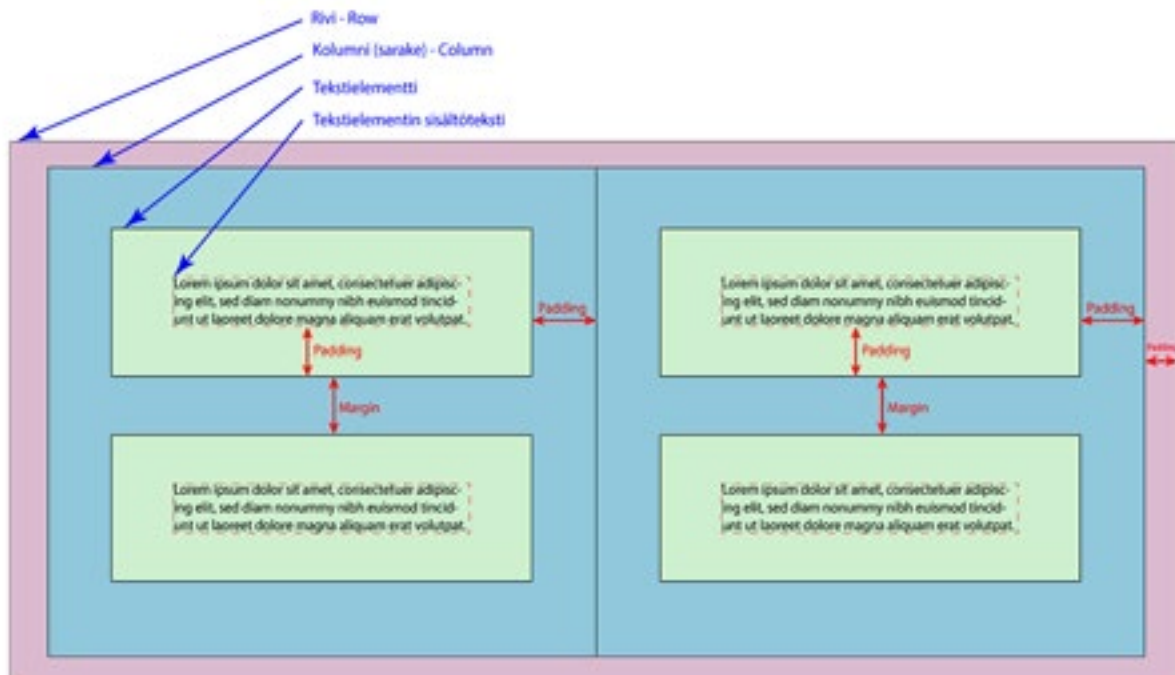 Rivi - Row
Kolumni (sarake) - Column
Tekstielementti
Tekstielementin sisältöteksti
Lorem ipsum dolor sit amet, consectetuer adipisc-
ing elit, sed diam nonummy nibh euismod tincid-
unt ut laoreet dolore magna aliquam erat volutpat.
Padding
Padding
Margin
Lorem ipsum dolor sit amet, consectetuer adipisc-
ing elit, sed diam nonummy nibh euismod tincid-
unt ut laoreet dolore magna aliquam erat volutpat.
Lorem ipsum dolor sit amet, consectetuer adipisc-
ing elit, sed diam nonummy nibh euismod tincid-
unt ut laoreet dolore magna aliquam erat volutpat.
Padding
Padding
Padding
Margin
Lorem ipsum dolor sit amet, consectetuer adipisc-
ing elit, sed diam nonummy nibh euismod tincid-
unt ut laoreet dolore magna aliquam erat volutpat.